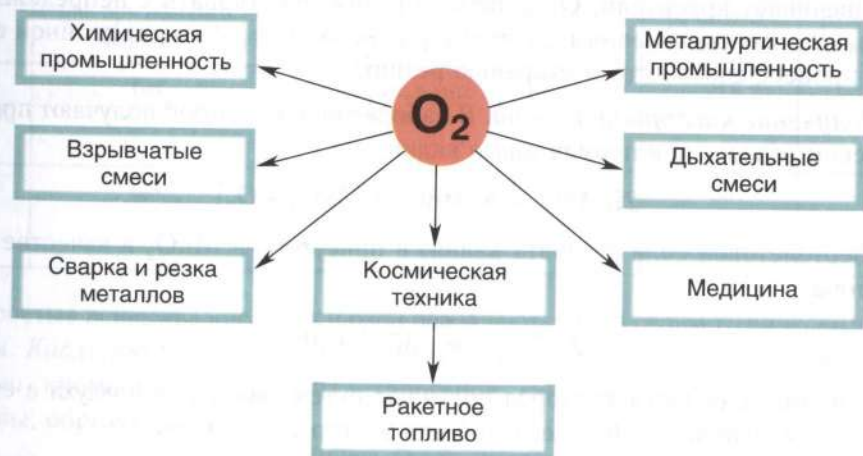 Химическая
промышленность
Металлургическая
промышленность
O₂
Взрывчатые
смеси
Дыхательные
смеси
Сварка и резка
металлов
Космическая
техника
Медицина
Ракетное
топливо